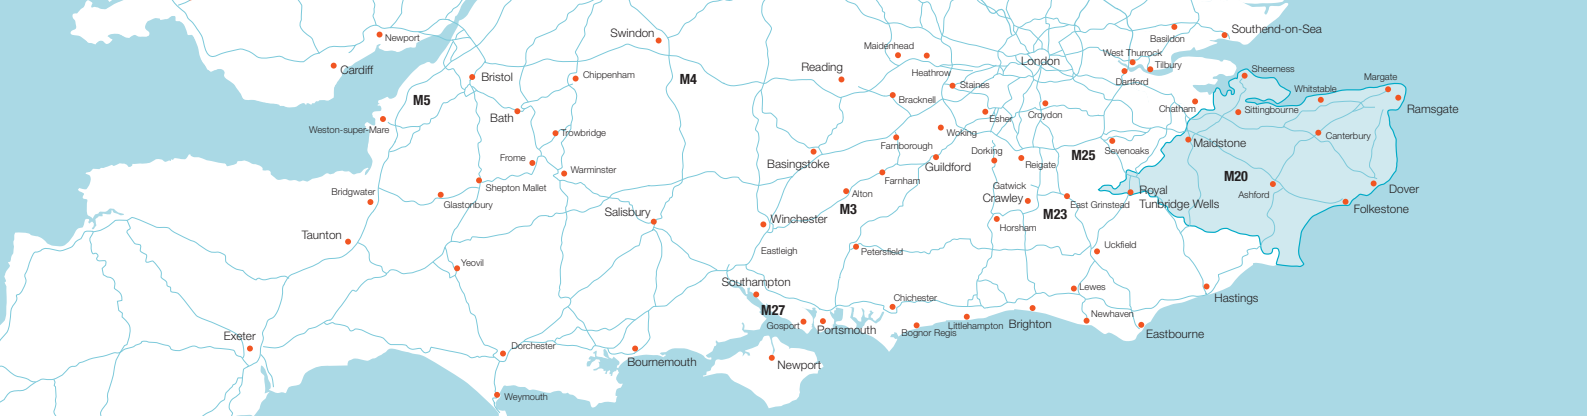 Newport
Cardiff
Swindon
M4
Reading
Maidenhead
Heathrow
London
Staines
Bracknell
Basildon
Southend-on-Sea
West Thurrock
Tilbury
Dartford
Sheerness
Margate
Whitstable
Ramsgate
Chatham
Sittingbourne
Bristol
Chippenham
M5
Bath
Weston-super-Mare
Trowbridge
Frome
Warminster
Shepton Mallet
Bridgwater
Glastonbury
Taunton
Yeovil
Salisbury
Basingstoke
Farnborough
Woking
Esher
Croydon
Guildford
Dorking
Reigate
M25
Sevenoaks
Maidstone
Canterbury
M20
Ashford
Dover
Folkestone
Farnham
Alton
M3
Winchester
Gatwick
Crawley
M23
East Grinstead
Royal
Tunbridge Wells
Horsham
Eastleigh
Petersfield
Uckfield
Southampton
M27
Gosport
Portsmouth
Chichester
Bognor Regis
Littlehampton
Brighton
Lewes
Newhaven
Eastbourne
Hastings
Exeter
Dorchester
Bournemouth
Newport
Weymouth